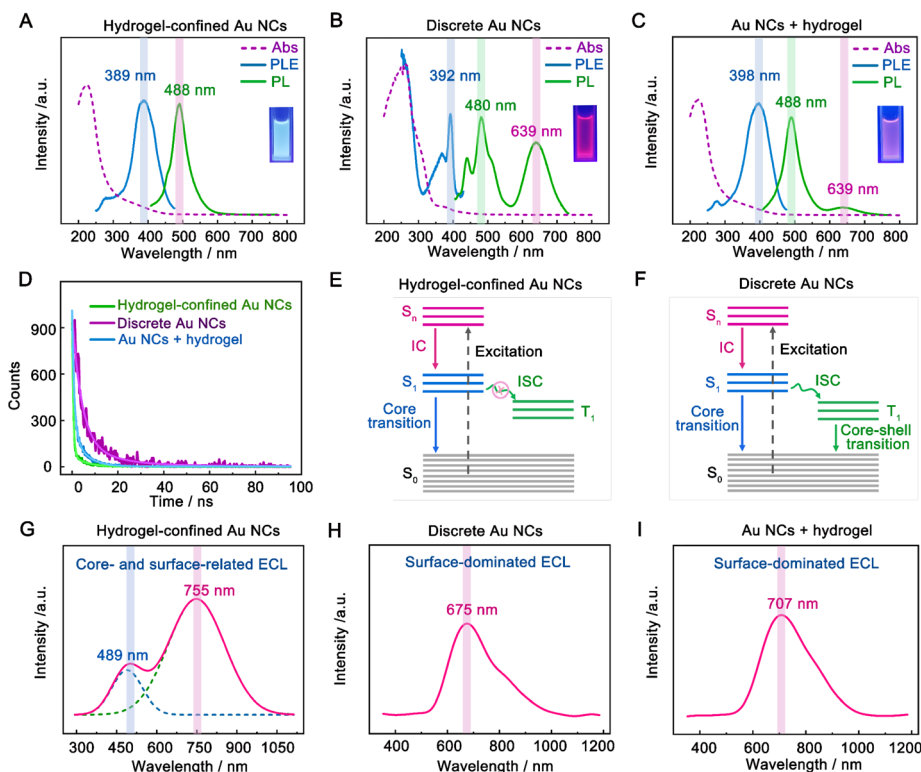 A
Hydrogel-confined Au NCs
Intensity /a.u.
Abs
PLE
PL
389 nm
488 nm
200 300 400 500 600 700 800
Wavelength / nm
B
Discrete Au NCs
Intensity /a.u.
Abs
PLE
PL
392 nm
480 nm
639 nm
200 300 400 500 600 700 800
Wavelength / nm
C
Au NCs + hydrogel
Intensity /a.u.
Abs
PLE
PL
398 nm
488 nm
639 nm
200 300 400 500 600 700 800
Wavelength / nm
D
Hydrogel-confined Au NCs
Discrete Au NCs
Au NCs + hydrogel
Counts
900
600
300
0
0 20 40 60 80 100
Time / ns
E
Hydrogel-confined Au NCs
Sn
IC
Excitation
S1
ISC
T1
Core
transition
S0
F
Discrete Au NCs
Sn
IC
Excitation
S1
ISC
T1
Core
transition
Core-shell
transition
S0
G
Hydrogel-confined Au NCs
Core- and surface-related ECL
755 nm
489 nm
Intensity /a.u.
300 450 600 750 900 1050
Wavelength / nm
H
Discrete Au NCs
Surface-dominated ECL
675 nm
Intensity /a.u.
400 600 800 1000 1200
Wavelength / nm
I
Au NCs + hydrogel
Surface-dominated ECL
707 nm
Intensity /a.u.
400 600 800 1000 1200
Wavelength / nm